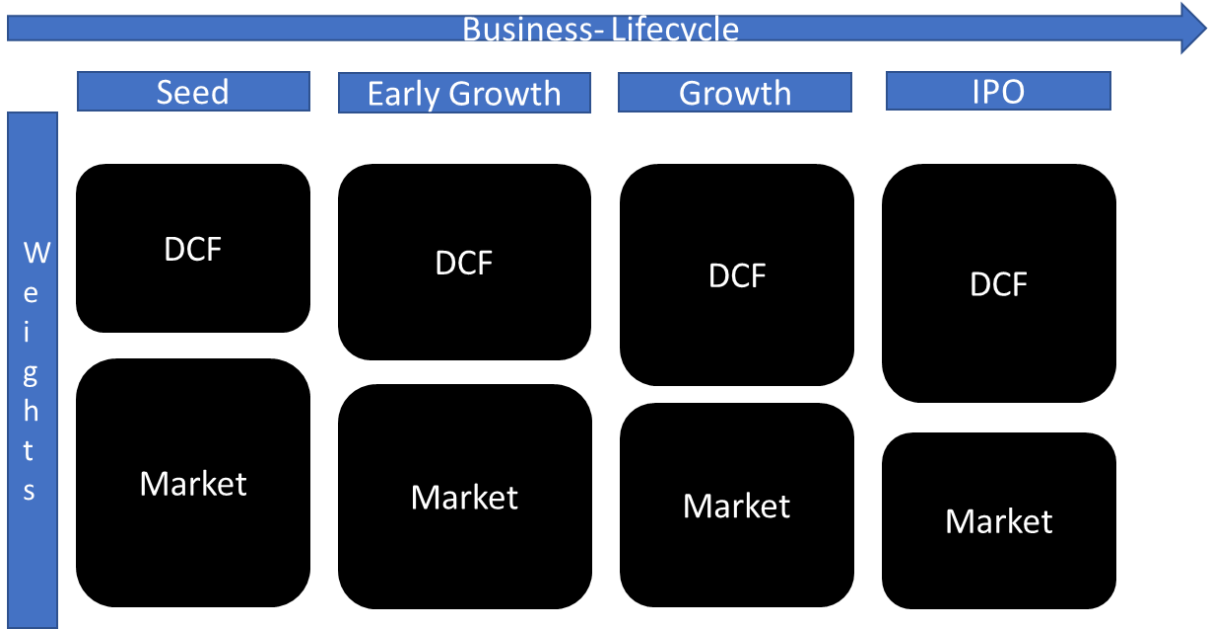 Business- Lifecycle
Seed
Early Growth
Growth
IPO
Weights
DCF
DCF
DCF
DCF
Market
Market
Market
Market